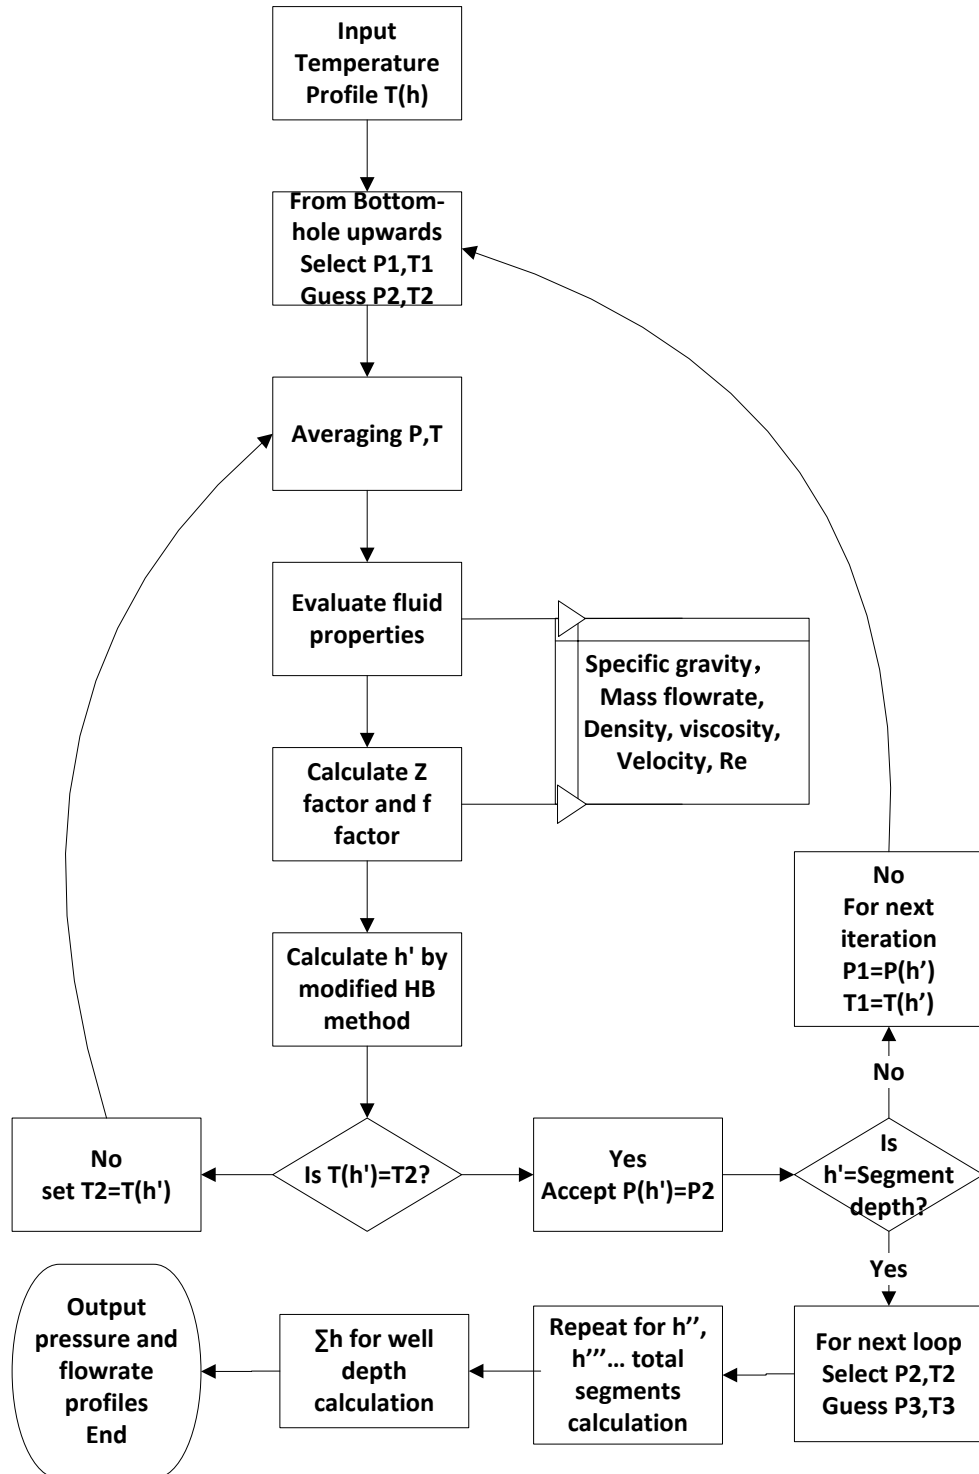 Input
Temperature
Profile T(h)
From Bottom-
hole upwards
Select P1,T1
Guess P2,T2
Averaging P,T
Evaluate fluid
properties
Specific gravity，
Mass flowrate,
Density, viscosity,
Velocity, Re
Calculate Z
factor and f
factor
Calculate h' by
modified HB
method
No
For next
iteration
P1=P(h’)
T1=T(h’)
No
No
set T2=T(h')
Is T(h')=T2?
Yes
Accept P(h')=P2
Is
h'=Segment
depth?
Yes
Output
pressure and
flowrate
profiles
End
∑h for well
depth
calculation
Repeat for h’’,
h’’’… total
segments
calculation
For next loop
Select P2,T2
Guess P3,T3